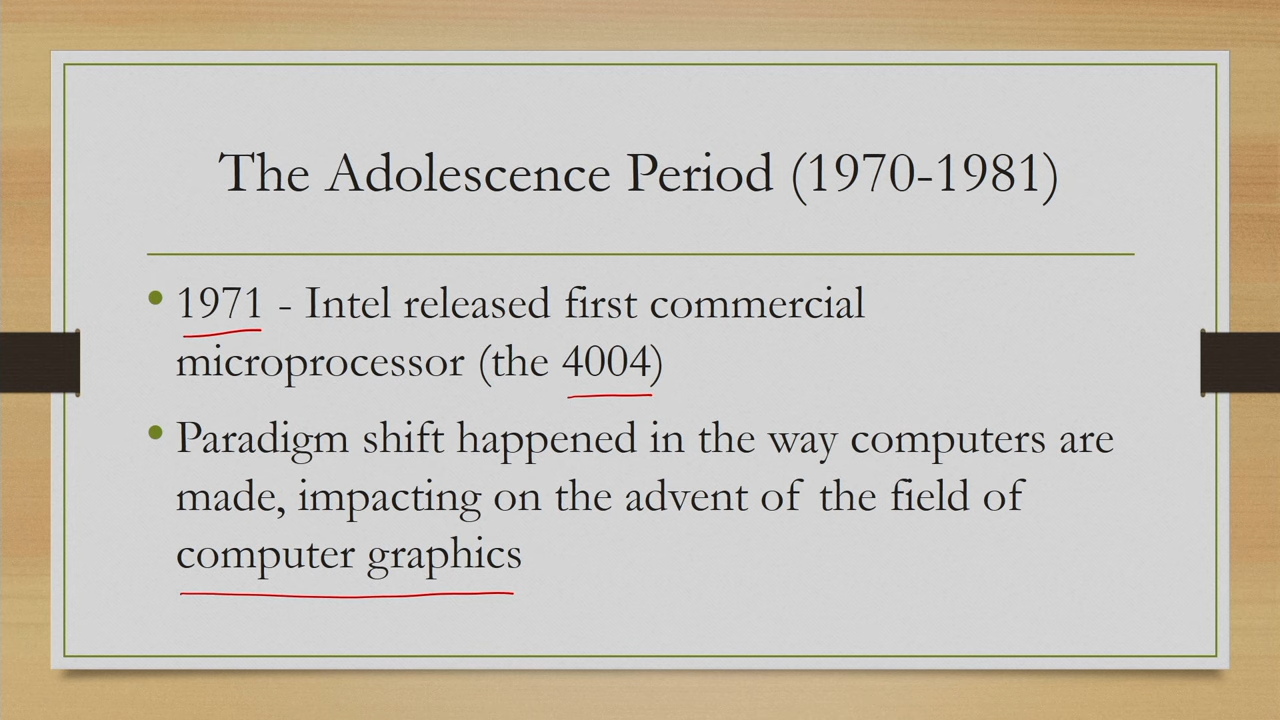 The Adolescence Period (1970-1981)
• 1971 - Intel released first commercial
microprocessor (the 4004)
• Paradigm shift happened in the way computers are
made, impacting on the advent of the field of
computer graphics